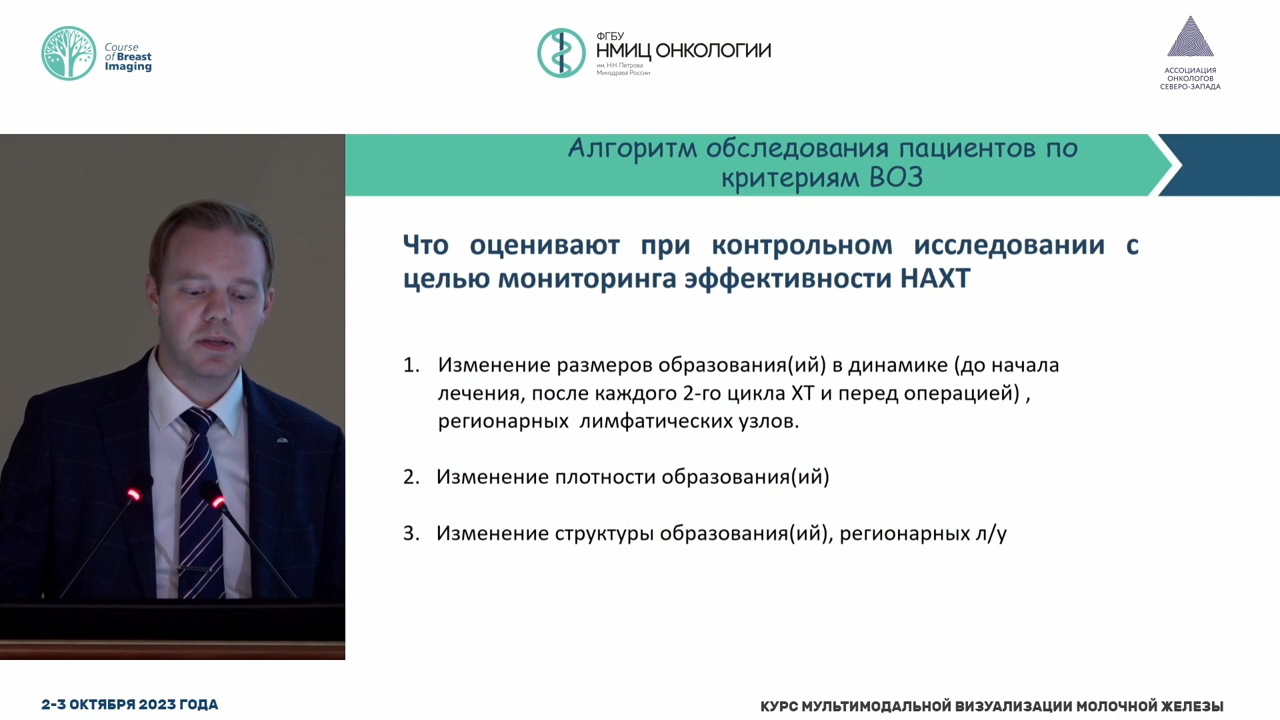 Course
of Breast
Imaging
ФГБУ
НМИЦ ОНКОЛОГИИ
им. Н.Н. Петрова
Минздрава России
АССОЦИАЦИЯ
ОНКОЛОГОВ
СЕВЕРО-ЗАПАДА
Алгоритм обследования пациентов по
критериям ВОЗ
Что оценивают при контрольном исследовании с
целью мониторинга эффективности НАХТ
1. Изменение размеров образования(ий) в динамике (до начала
лечения, после каждого 2-го цикла ХТ и перед операцией) ,
регионарных лимфатических узлов.
2. Изменение плотности образования(ий)
3. Изменение структуры образования(ий), регионарных л/у
2-3 ОКТЯБРЯ 2023 ГОДА
КУРС МУЛЬТИМОДАЛЬНОЙ ВИЗУАЛИЗАЦИИ МОЛОЧНОЙ ЖЕЛЕЗЫ